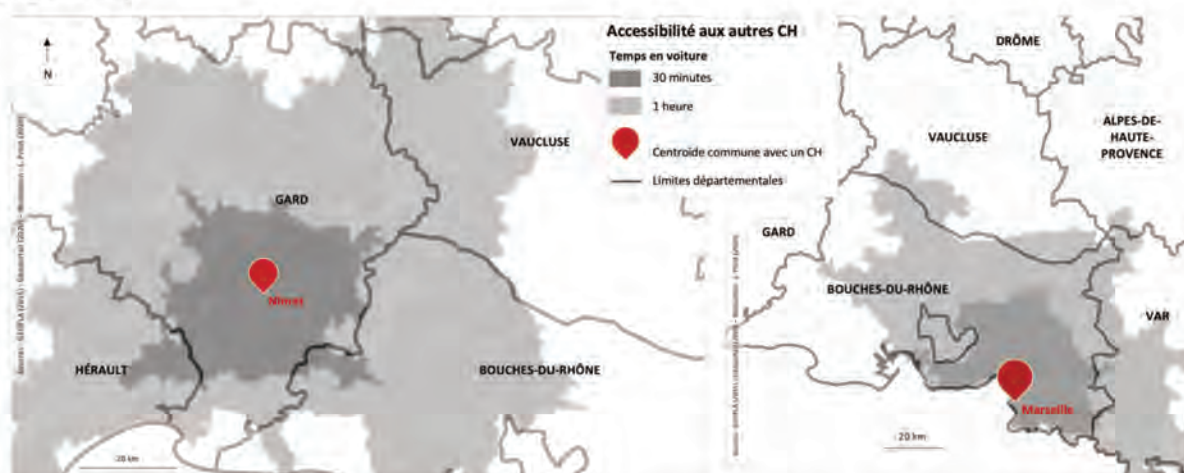 N
Accessibilité aux autres CH
Temps en voiture
30 minutes
1 heure
Centroïde commune avec un CH
Limites départementales
VAUCLUSE
GARD
Nîmes
HÉRAULT
BOUCHES-DU-RHÔNE
20 km
DRÔME
VAUCLUSE
ALPES-DE-
HAUTE-
PROVENCE
GARD
BOUCHES-DU-RHÔNE
VAR
Marseille
20 km